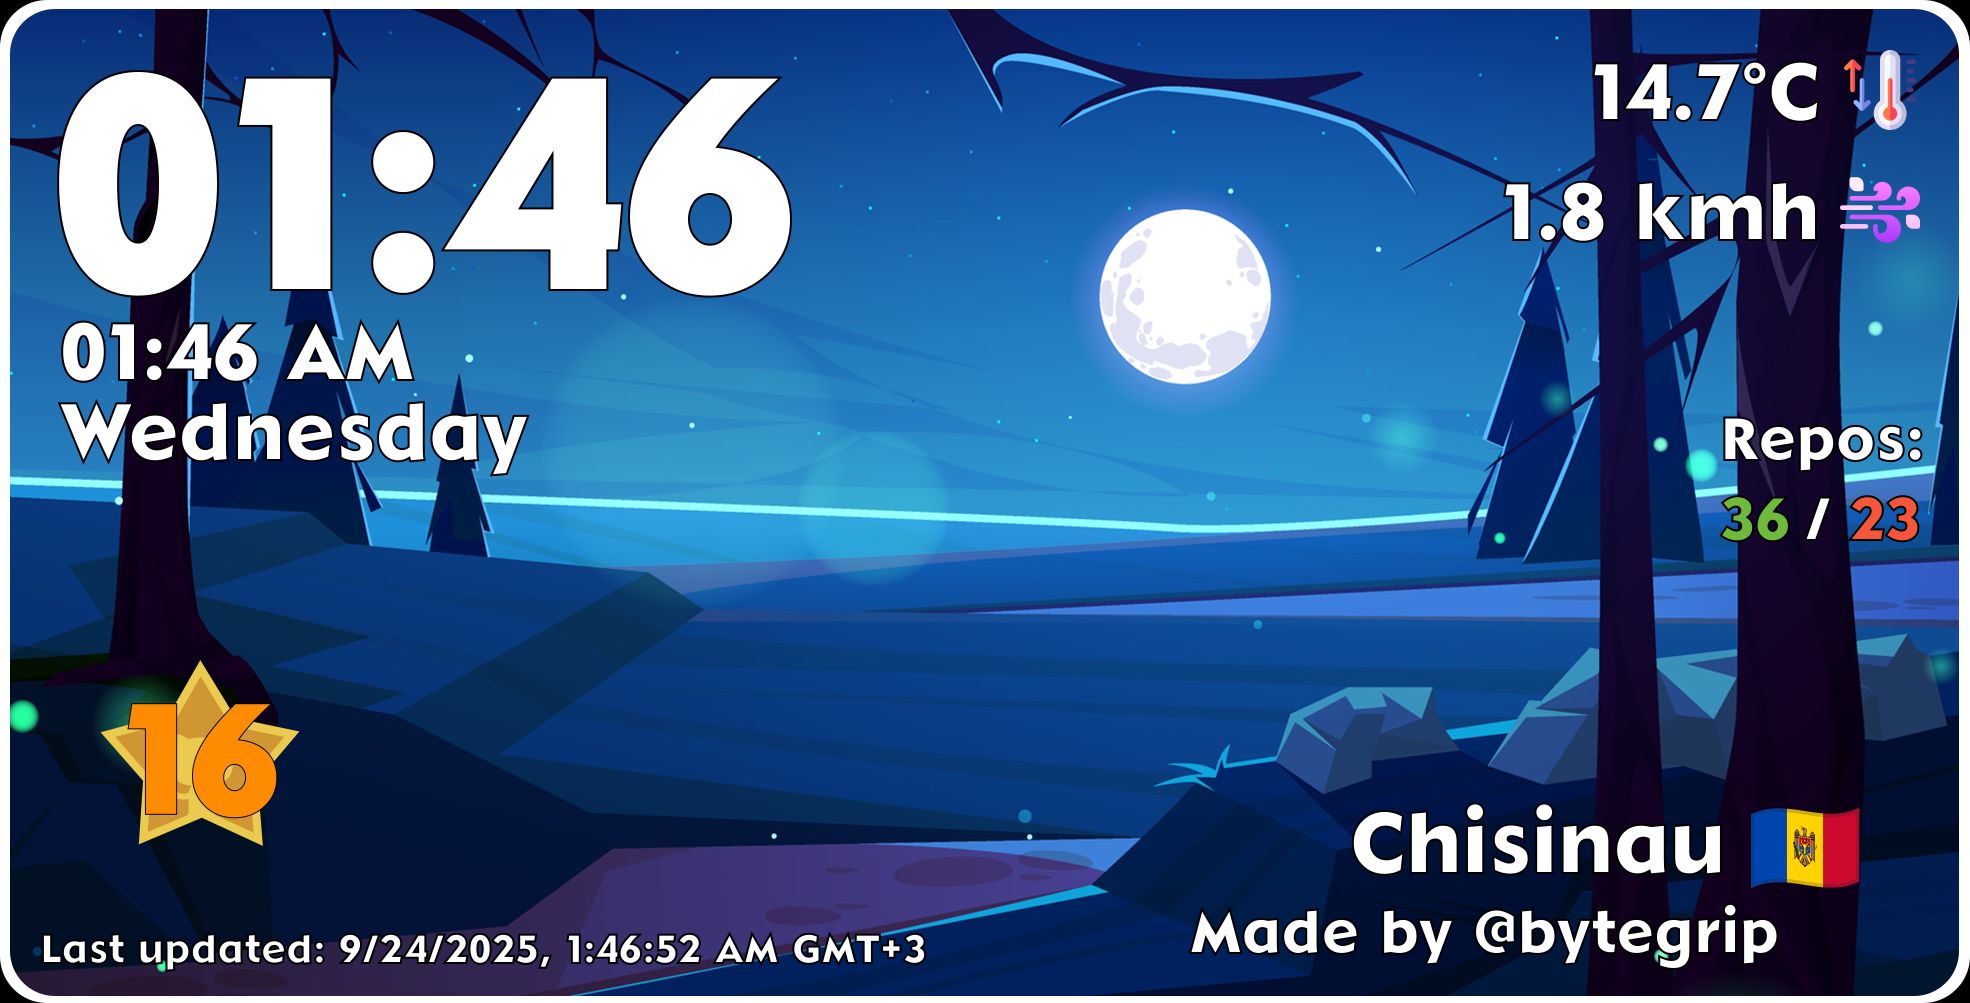 01:46
01:46 AM
Wednesday
14.7°C
1.8 kmh
Repos:
36 / 23
16
Chisinau
Made by @bytegrip
Last updated: 9/24/2025, 1:46:52 AM GMT+3